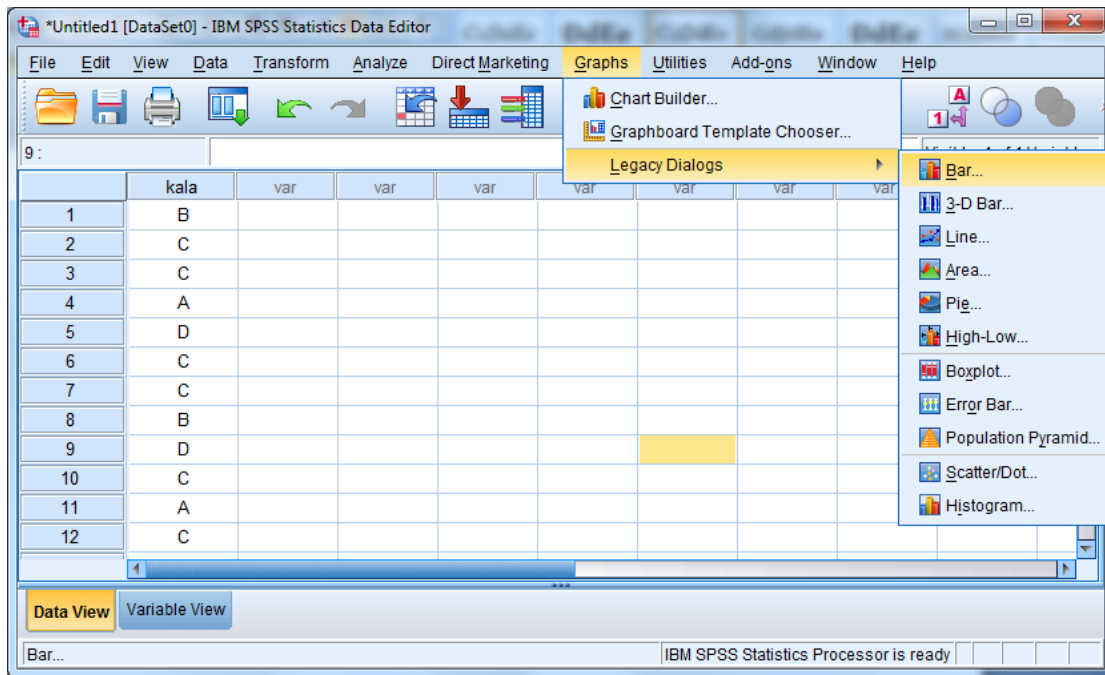 *Untitled1 [DataSet0] - IBM SPSS Statistics Data Editor
File Edit View Data Transform Analyze Direct Marketing Graphs Utilities Add-ons Window Help
Chart Builder...
Graphboard Template Chooser...
Legacy Dialogs
A
1
9 :
Bar...
3-D Bar...
Line...
Area...
Pie...
High-Low...
Boxplot...
Error Bar...
Population Pyramid...
Scatter/Dot...
Histogram...
kala var var var var var var var
1 B
2 C
3 C
4 A
5 D
6 C
7 C
8 B
9 D
10 C
11 A
12 C
Data View Variable View
Bar... IBM SPSS Statistics Processor is ready